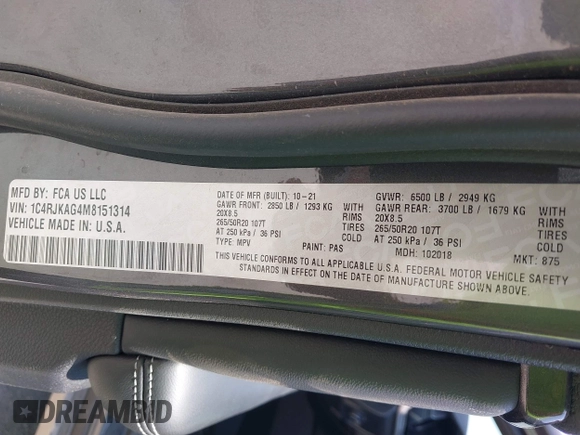 MFD BY: FCA US LLC
VIN: 1C4RJKAG4M8151314
VEHICLE MADE IN: U.S.A.
DATE OF MFR (BUILT): 10-21 GVWR: 6500 LB / 2949 KG
GAWR FRONT: 2850 LB / 1293 KG WITH GAWR REAR: 3700 LB / 1679 KG WITH
20X8.5 RIMS 20X8.5 RIMS
265/50R20 107T TIRES 265/50R20 107T TIRES
AT 250 kPa / 36 PSI COLD AT 250 kPa / 36 PSI COLD
TYPE: MPV PAINT: PAS MDH: 102018 MKT: 875
THIS VEHICLE CONFORMS TO ALL APPLICABLE U.S.A. FEDERAL MOTOR VEHICLE SAFETY
STANDARDS IN EFFECT ON THE DATE OF MANUFACTURE SHOWN ABOVE.
DREAMBID